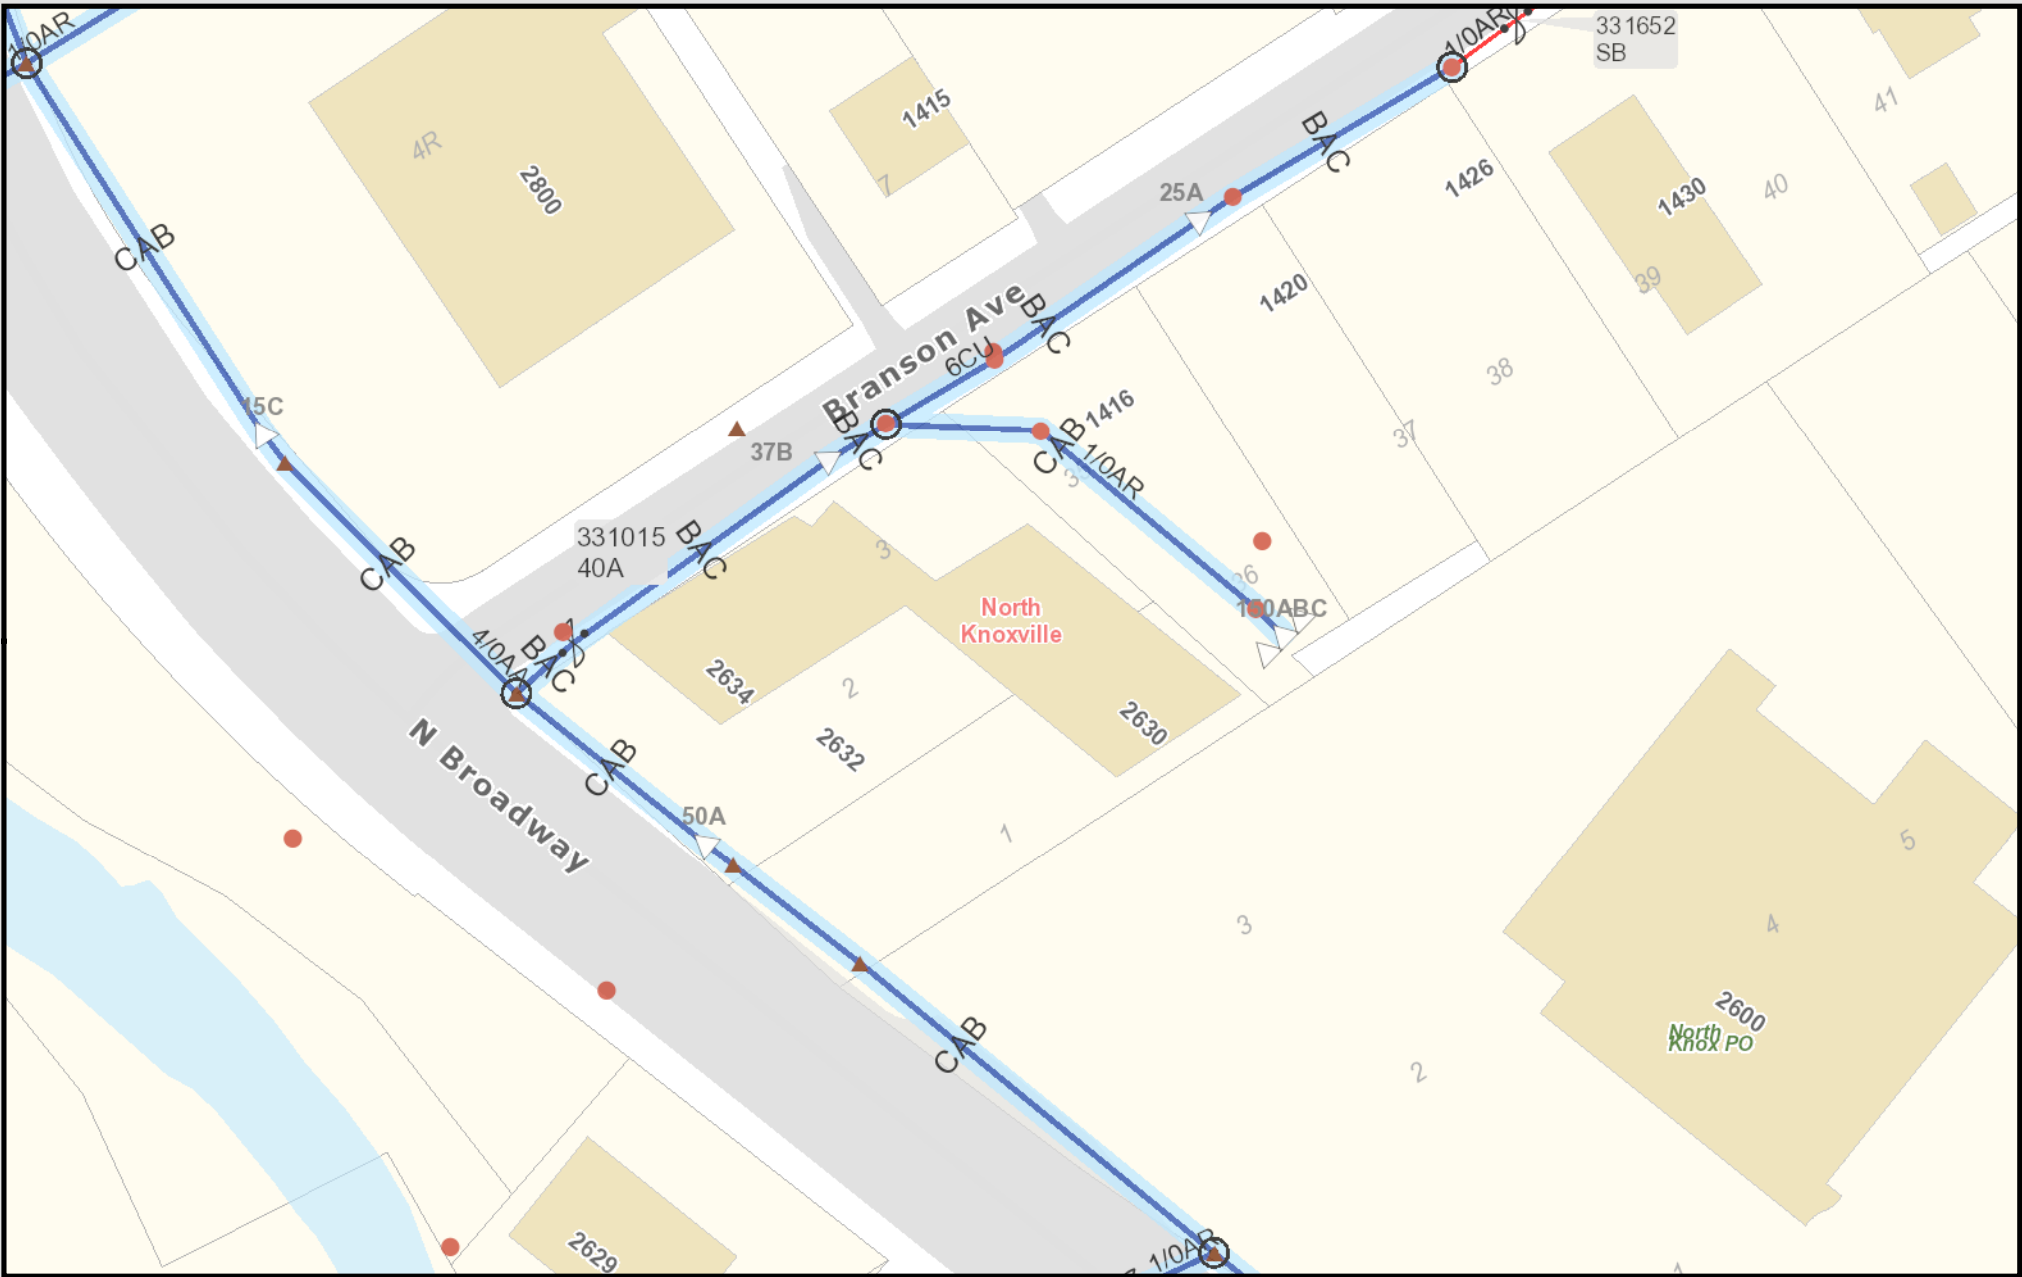 1/0AR
1/0AR
331652
SB
4R
2800
1415
7
BAC
25A
1426
1430
41
40
39
CAB
1420
Branson Ave
BAC
6CU
38
15C
37B
BAC
1416
CAB
1/0AR
37
331015
40A
BAC
CAB
3
36
150ABC
North
Knoxville
4/0AA
BAC
2634
2
2632
2630
N Broadway
CAB
50A
1
3
5
4
2600
North
Knox PO
CAB
2
2629
1/0AR
1